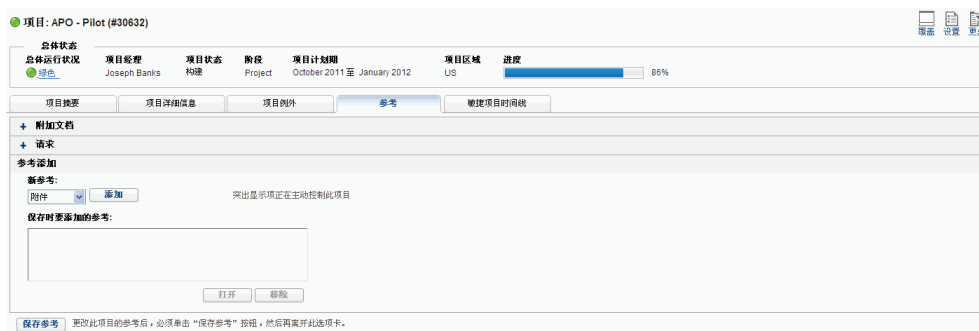 项目: APO - Pilot (#30632)
覆盖 设置
总体状态
总体运行状况 项目经理 项目状态 阶段 项目计划期 项目区域 进度
绿色 Joseph Banks 构建 Project October 2011 至 January 2012 US 86%
项目摘要 项目详细信息 项目例外 参考 敏捷项目时间线
+ 附加文档
+ 请求
参考添加
新参考:
附件 添加 突出显示项正在主动控制此项目
保存时要添加的参考:
打开 移除
保存参考 更改此项目的参考后，必须单击“保存参考”按钮，然后再离开此选项卡。